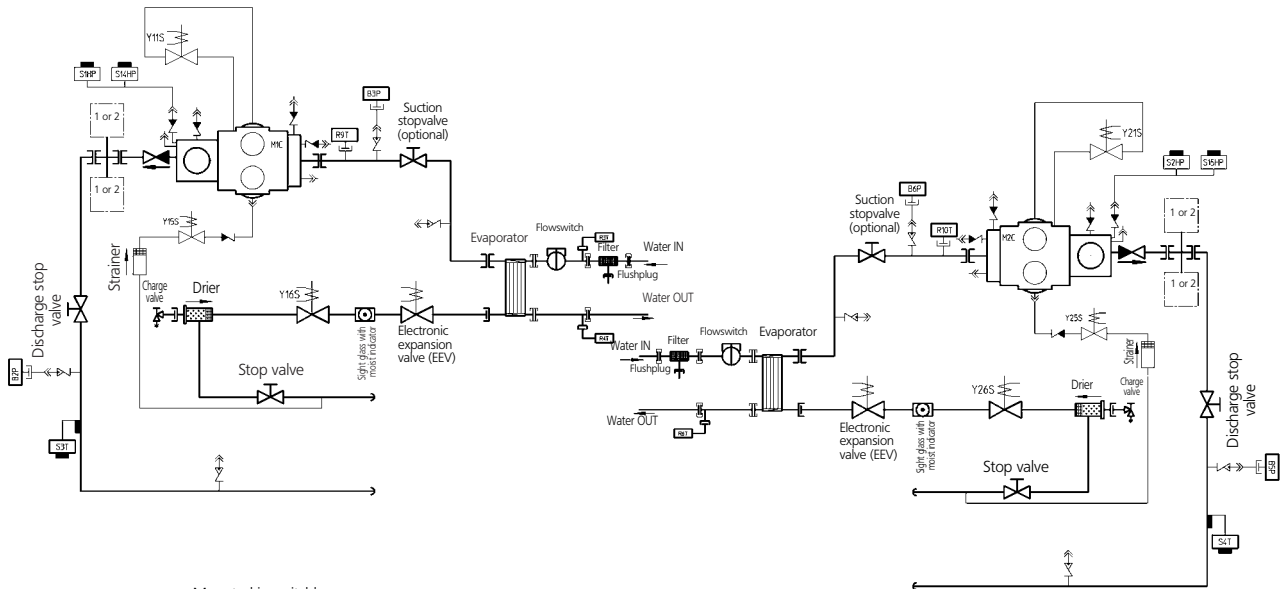 Y11S
S1HP
S14HP
1 or 2
1 or 2
M1C
R9T
B3P
Suction
stopvalve
(optional)
Y15S
Strainer
Discharge stop
valve
Charge
valve
Drier
Y16S
Sight glass with
moist indicator
Electronic
expansion
valve (EEV)
Evaporator
Flowswitch
Filter
Flushplug
Water IN
Water OUT
R4T
Stop valve
B2P
S3T
Y21S
S2HP
S15HP
1 or 2
1 or 2
M2C
R10T
B6P
Suction
stopvalve
(optional)
Y25S
Strainer
Discharge stop
valve
Charge
valve
Drier
Y26S
Sight glass with
moist indicator
Electronic
expansion
valve (EEV)
Evaporator
Flowswitch
Filter
Flushplug
Water IN
Water OUT
R6T
Stop valve
B5P
S4T